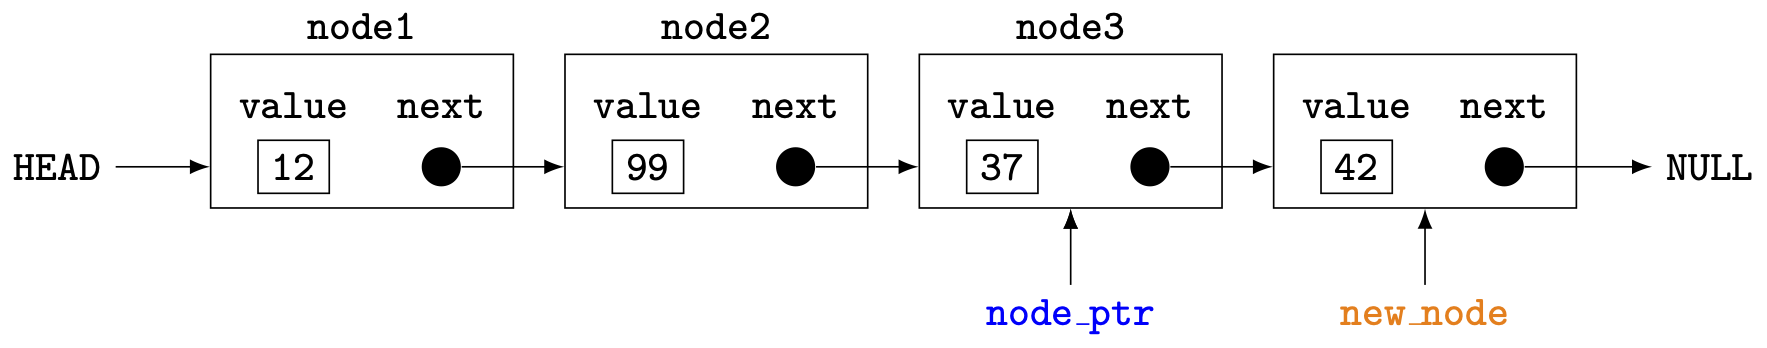 node1 node2 node3
value next value next value next value next
HEAD 12 99 37 42 NULL
node_ptr new_node